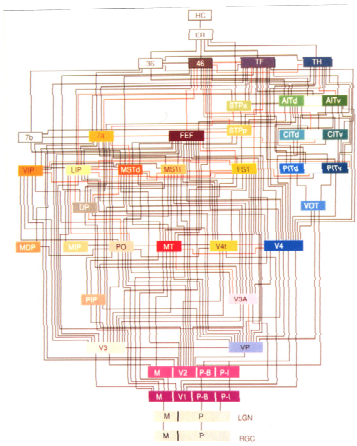 HC
ER
36 46 TF TH
STPa AITd AITv
7b 7a FEF STPp CITd CITv
VIP LIP MSTd MSTl FST PITd PITv
DP VOT
MDP MIP PO MT V4t V4
PIP V3A
V3 VP
M V2 P-B P-I
M V1 P-B P-I
M P LGN
M P RGC